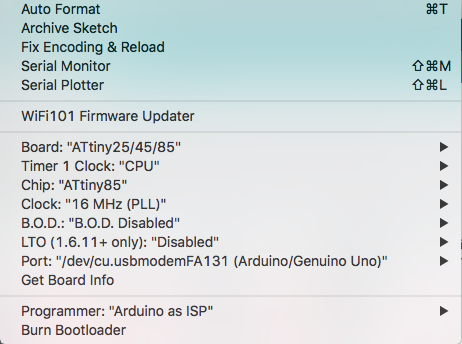 Auto Format ⌘T
Archive Sketch
Fix Encoding & Reload
Serial Monitor ⇧⌘M
Serial Plotter ⇧⌘L
WiFi101 Firmware Updater
Board: "ATtiny25/45/85" ▶
Timer 1 Clock: "CPU" ▶
Chip: "ATtiny85" ▶
Clock: "16 MHz (PLL)" ▶
B.O.D.: "B.O.D. Disabled" ▶
LTO (1.6.11+ only): "Disabled" ▶
Port: "/dev/cu.usbmodemFA131 (Arduino/Genuino Uno)" ▶
Get Board Info
Programmer: "Arduino as ISP" ▶
Burn Bootloader